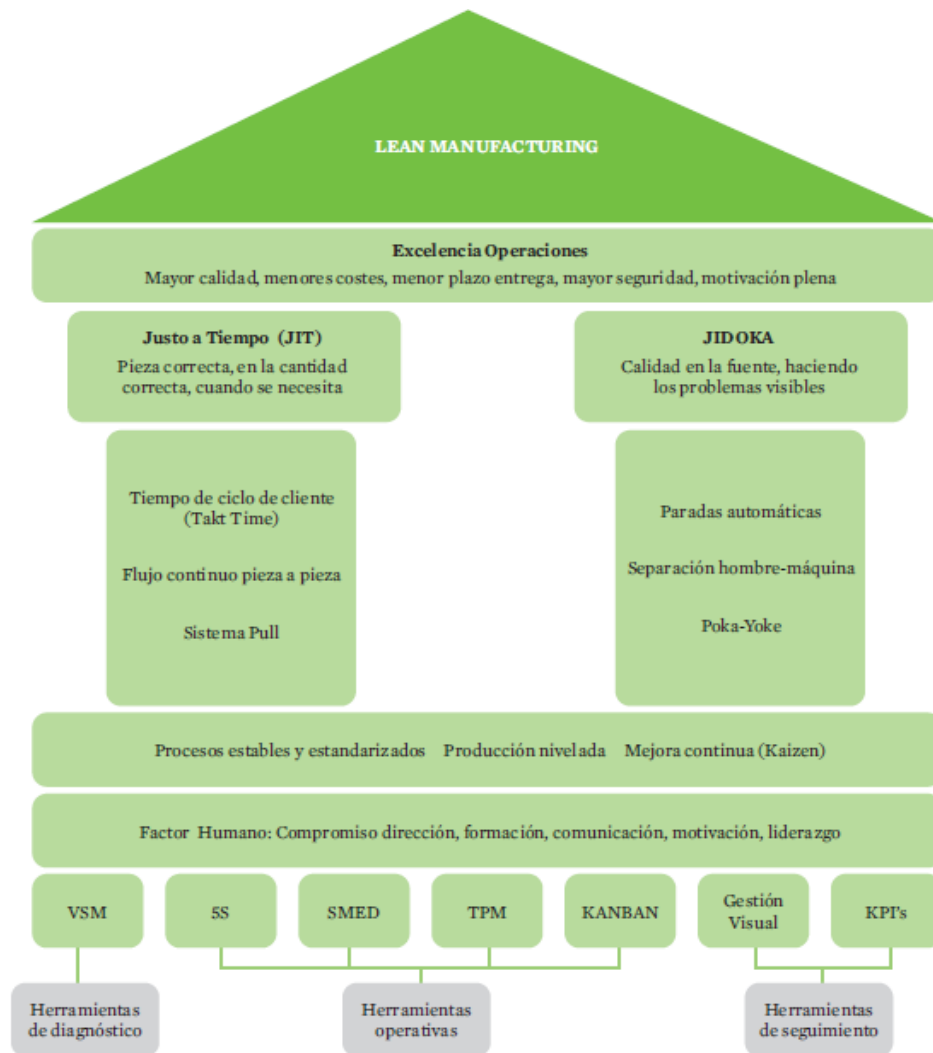 LEAN MANUFACTURING
Excelencia Operaciones
Mayor calidad, menores costes, menor plazo entrega, mayor seguridad, motivación plena
Justo a Tiempo (JIT)
Pieza correcta, en la cantidad
correcta, cuando se necesita
JIDOKA
Calidad en la fuente, haciendo
los problemas visibles
Tiempo de ciclo de cliente
(Takt Time)
Flujo continuo pieza a pieza
Sistema Pull
Paradas automáticas
Separación hombre-máquina
Poka-Yoke
Procesos estables y estandarizados Producción nivelada Mejora continua (Kaizen)
Factor Humano: Compromiso dirección, formación, comunicación, motivación, liderazgo
VSM
5S
SMED
TPM
KANBAN
Gestión
Visual
KPI's
Herramientas
de diagnóstico
Herramientas
operativas
Herramientas
de seguimiento